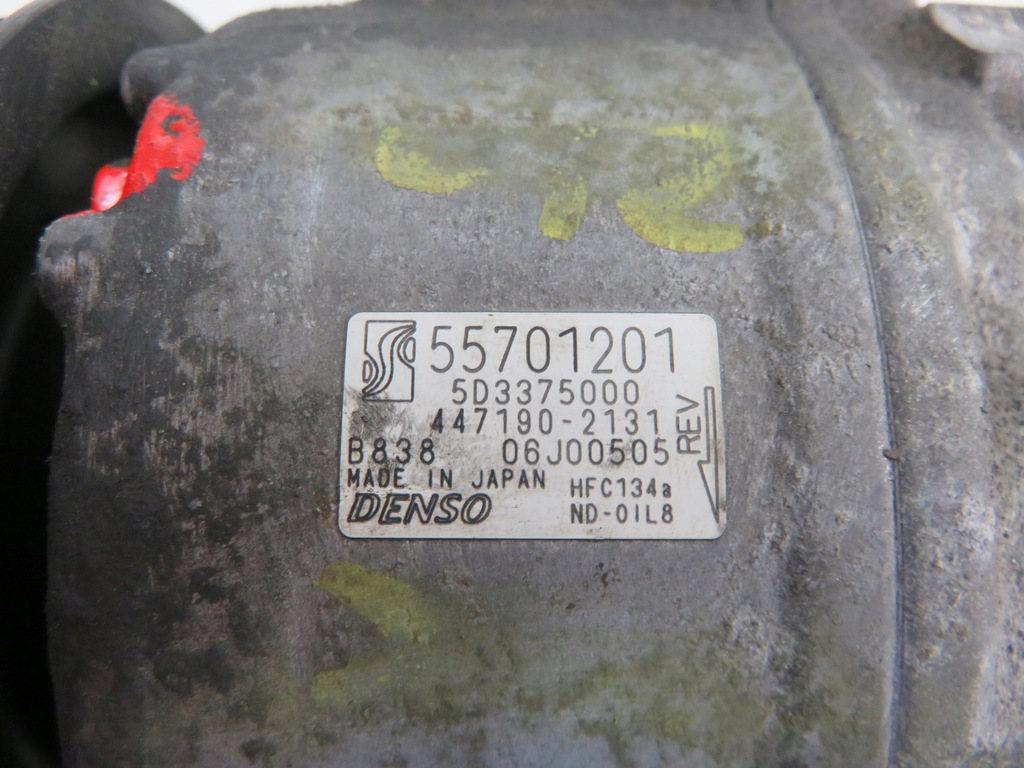 55701201
5D3375000
447190-2131
B838 06J00505
REV
MADE IN JAPAN HFC134a
DENSO ND-OIL8